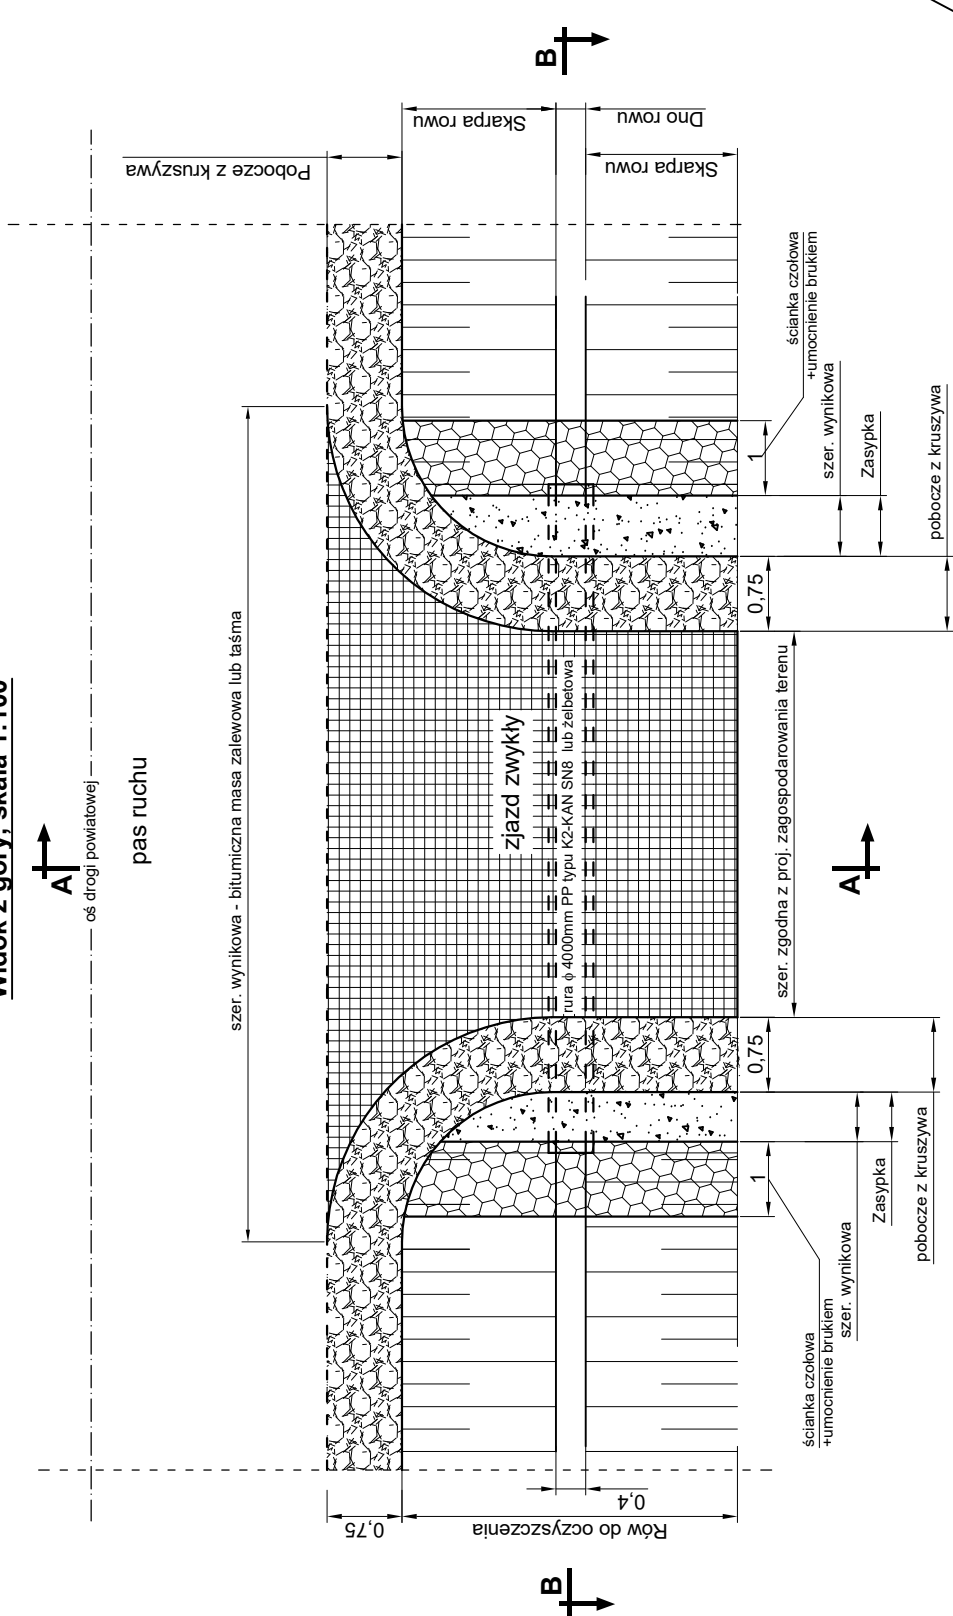 Widok z góry, skala 1:100
A
oś drogi powiatowej
pas ruchu
szer. wynikowa - bitumiczna masa zalewowa lub taśma
Pobocze z kruszywa
B
Skarpa rowu
Dno rowu
Skarpa rowu
zjazd zwykły
rura ϕ 4000mm PP typu K2-KAN SN8 lub żelbetowa
szer. zgodna z proj. zagospodarowania terenu
A
0,75
1
ścianka czołowa
+umocnienie brukiem
szer. wynikowa
Zasypka
pobocze z kruszywa
0,75
1
ścianka czołowa
+umocnienie brukiem
szer. wynikowa
Zasypka
pobocze z kruszywa
0,75
0,4
Rów do oczyszczenia
B